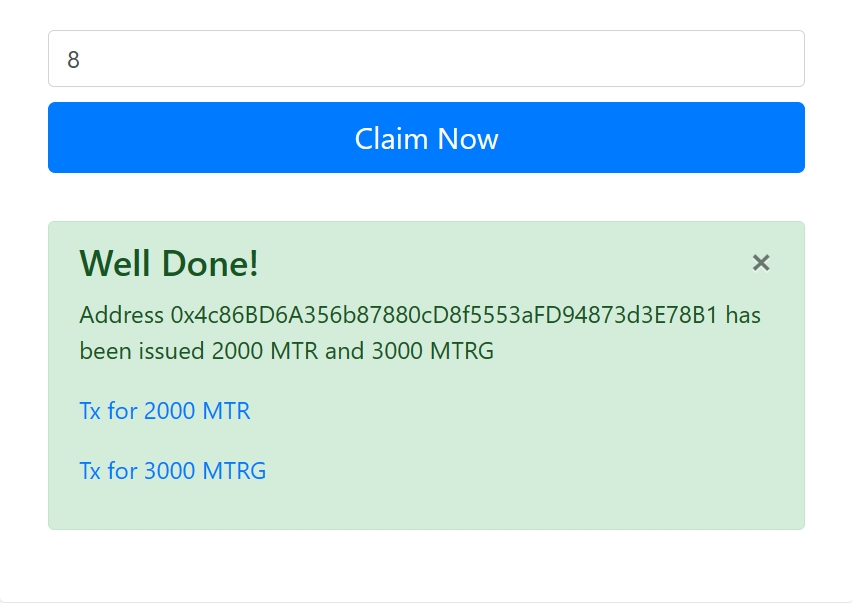 8
Claim Now
Well Done!
×
Address 0x4c86BD6A356b87880cD8f5553aFD94873d3E78B1 has
been issued 2000 MTR and 3000 MTRG
Tx for 2000 MTR
Tx for 3000 MTRG